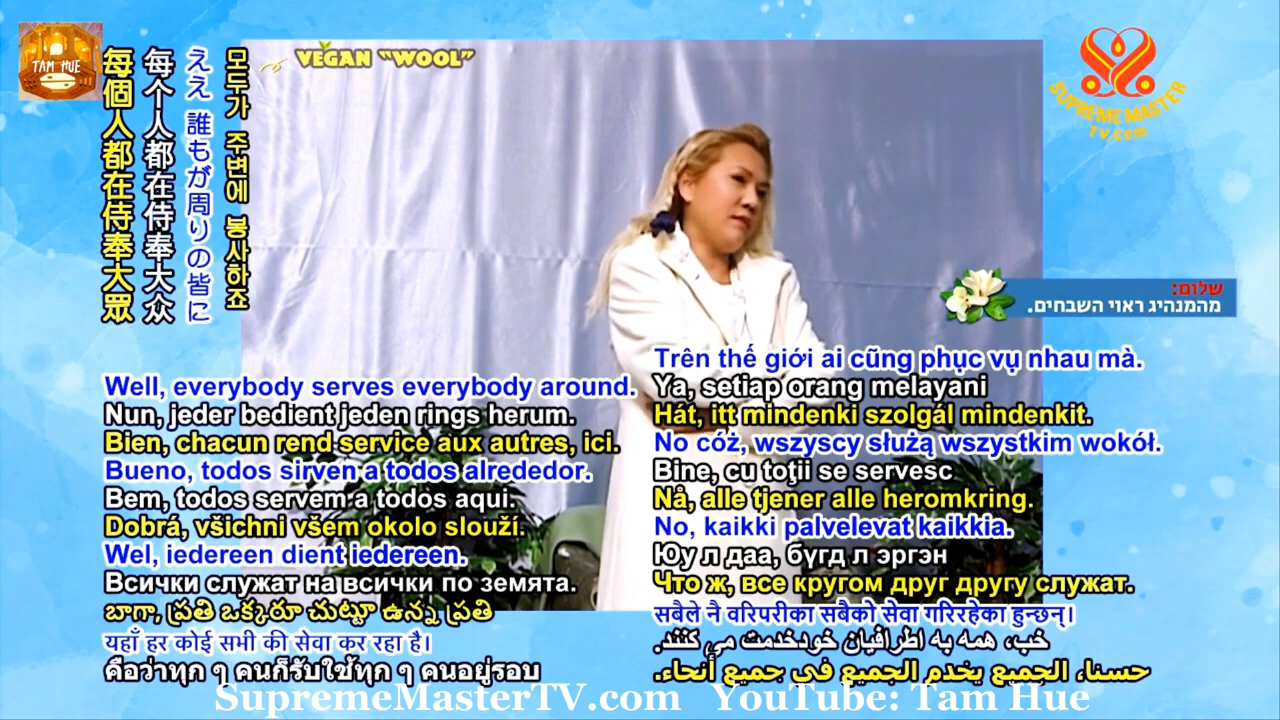 TAM HUE
每個人都在侍奉大眾
每个人都在侍奉大众
ええ 誰もが周りの皆に
모두가 주변에 봉사하죠
VEGAN "WOOL"
SUPREME MASTER
TV.com
שלום:
מהמנהיג ראוי השבחים.
Well, everybody serves everybody around.
Nun, jeder bedient jeden rings herum.
Bien, chacun rend service aux autres, ici.
Bueno, todos sirven a todos alrededor.
Bem, todos servem a todos aqui.
Dobrá, všichni všem okolo slouží.
Wel, iedereen dient iedereen.
Всички служат на всички по земята.
బాగా, ప్రతి ఒక్కరూ చుట్టూ ఉన్న ప్రతి
यहाँ हर कोई सभी की सेवा कर रहा है।
คือว่าทุก ๆ คนก็รับใช้ทุก ๆ คนอยู่รอบ
Trên thế giới ai cũng phục vụ nhau mà.
Ya, setiap orang melayani
Hát, itt mindenki szolgál mindenkit.
No cóż, wszyscy służą wszystkim wokół.
Bine, cu toţii se servesc
Nå, alle tjener alle heromkring.
No, kaikki palvelevat kaikkia.
Юу л даа, бүгд л эргэн
Что ж, все кругом друг другу служат.
सबैले नै वरिपरीका सबैको सेवा गरिरहेका हुन्छन्।
خب، همه به اطرافیان خودخدمت می کنند.
حسنا، الجميع يخدم الجميع في جميع أنحاء.
SupremeMasterTV.com YouTube: Tam Hue